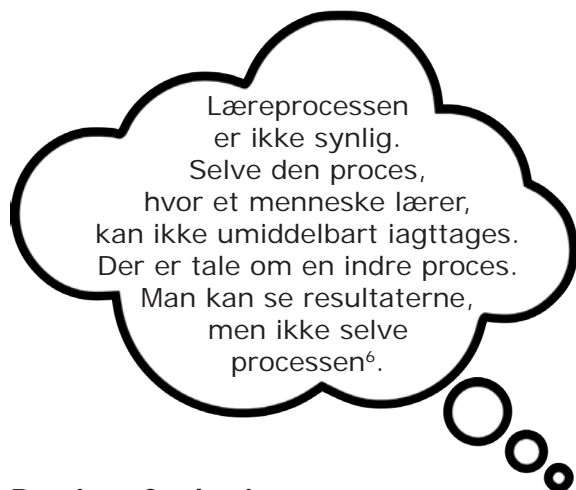 Læreprocessen
er ikke synlig.
Selve den proces,
hvor et menneske lærer,
kan ikke umiddelbart iagttages.
Der er tale om en indre proces.
Man kan se resultaterne,
men ikke selve
processen⁶.